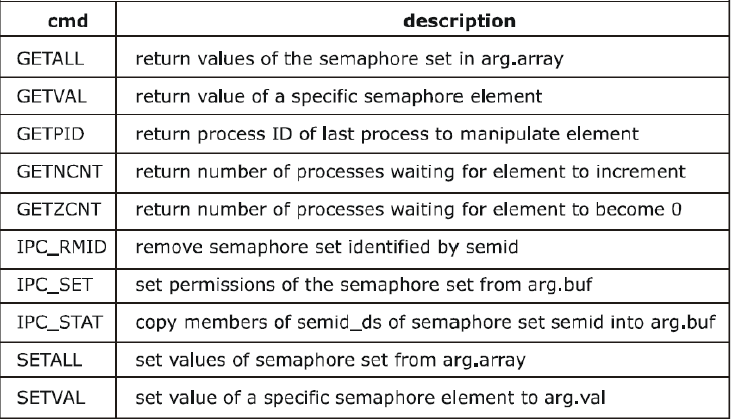 cmd description
GETALL return values of the semaphore set in arg.array
GETVAL return value of a specific semaphore element
GETPID return process ID of last process to manipulate element
GETNCNT return number of processes waiting for element to increment
GETZCNT return number of processes waiting for element to become 0
IPC_RMID remove semaphore set identified by semid
IPC_SET set permissions of the semaphore set from arg.buf
IPC_STAT copy members of semid_ds of semaphore set semid into arg.buf
SETALL set values of semaphore set from arg.array
SETVAL set value of a specific semaphore element to arg.val